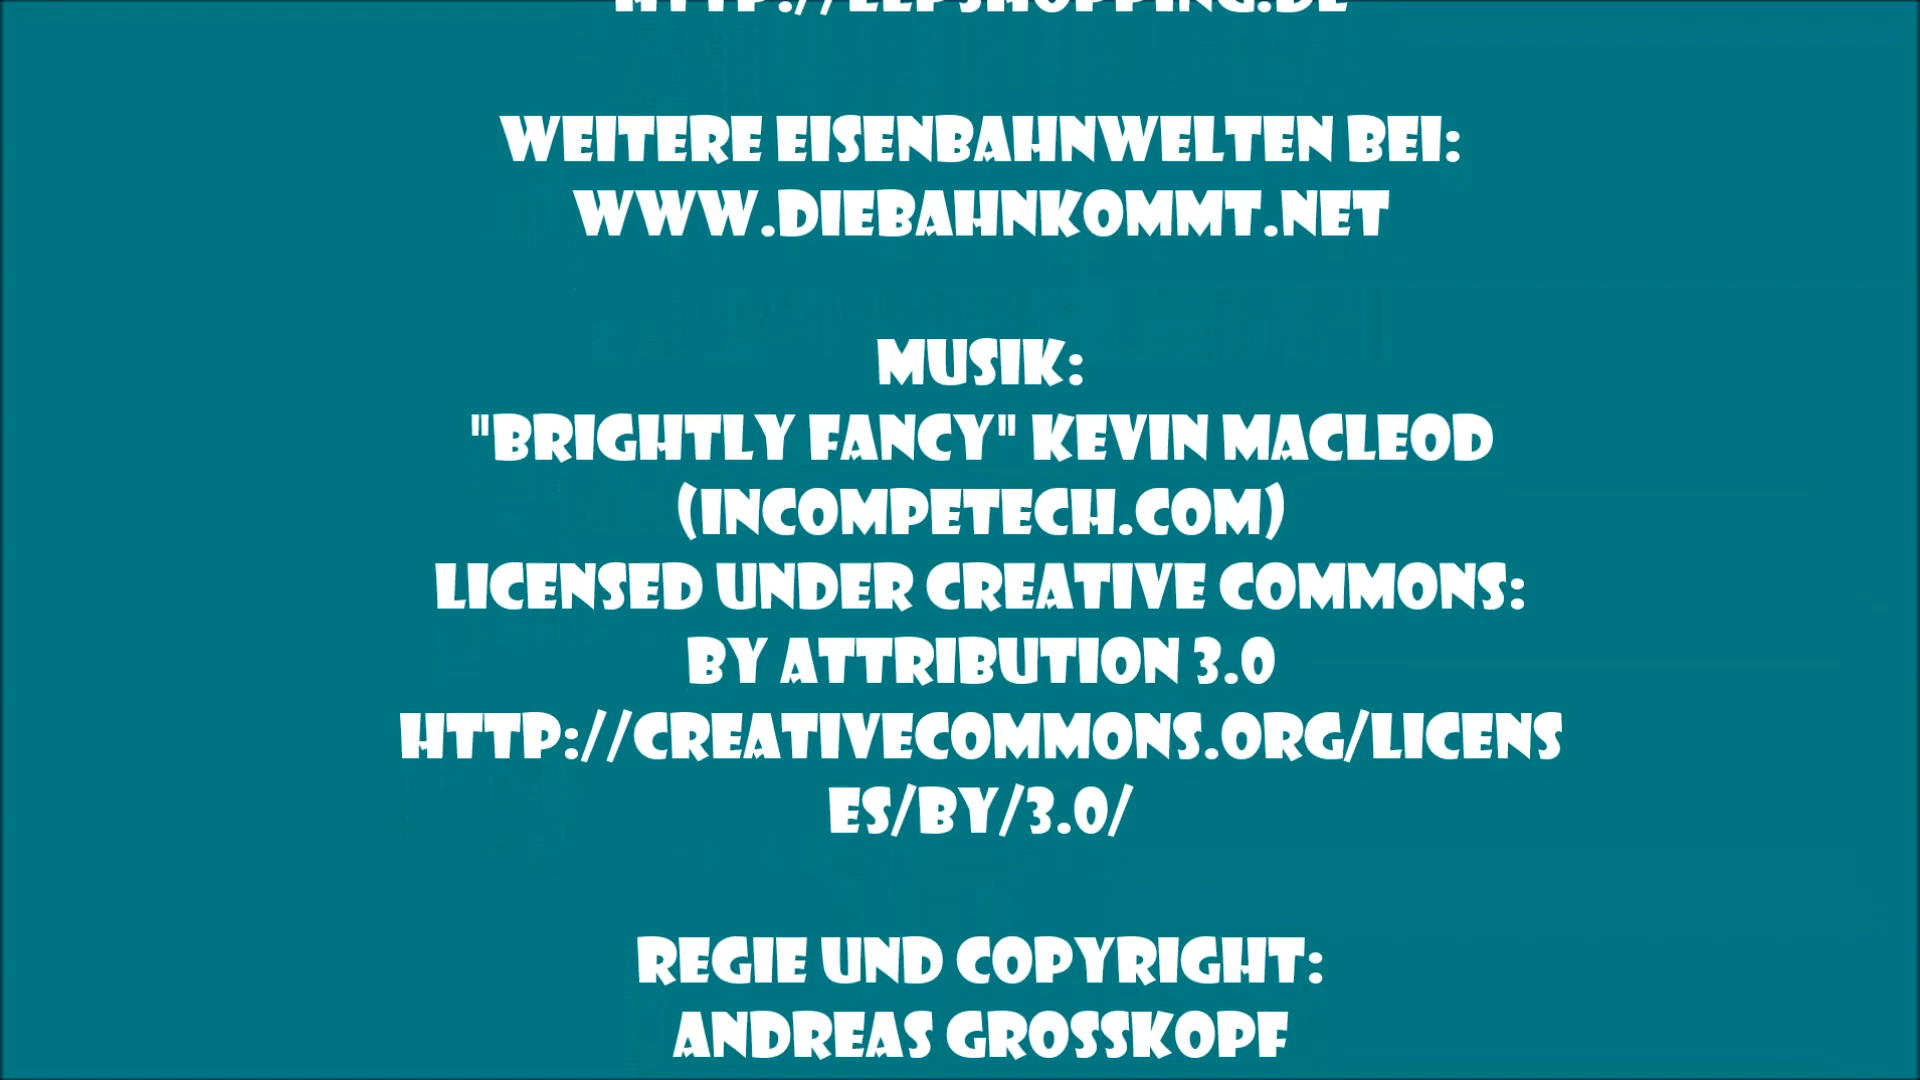 WEITERE EISENBAHNWELTEN BEI:
WWW.DIEBAHNKOMMT.NET
MUSIK:
"BRIGHTLY FANCY" KEVIN MACLEOD
(INCOMPETECH.COM)
LICENSED UNDER CREATIVE COMMONS:
BY ATTRIBUTION 3.0
HTTP://CREATIVECOMMONS.ORG/LICENS
ES/BY/3.0/
REGIE UND COPYRIGHT:
ANDREAS GROSSKOPF